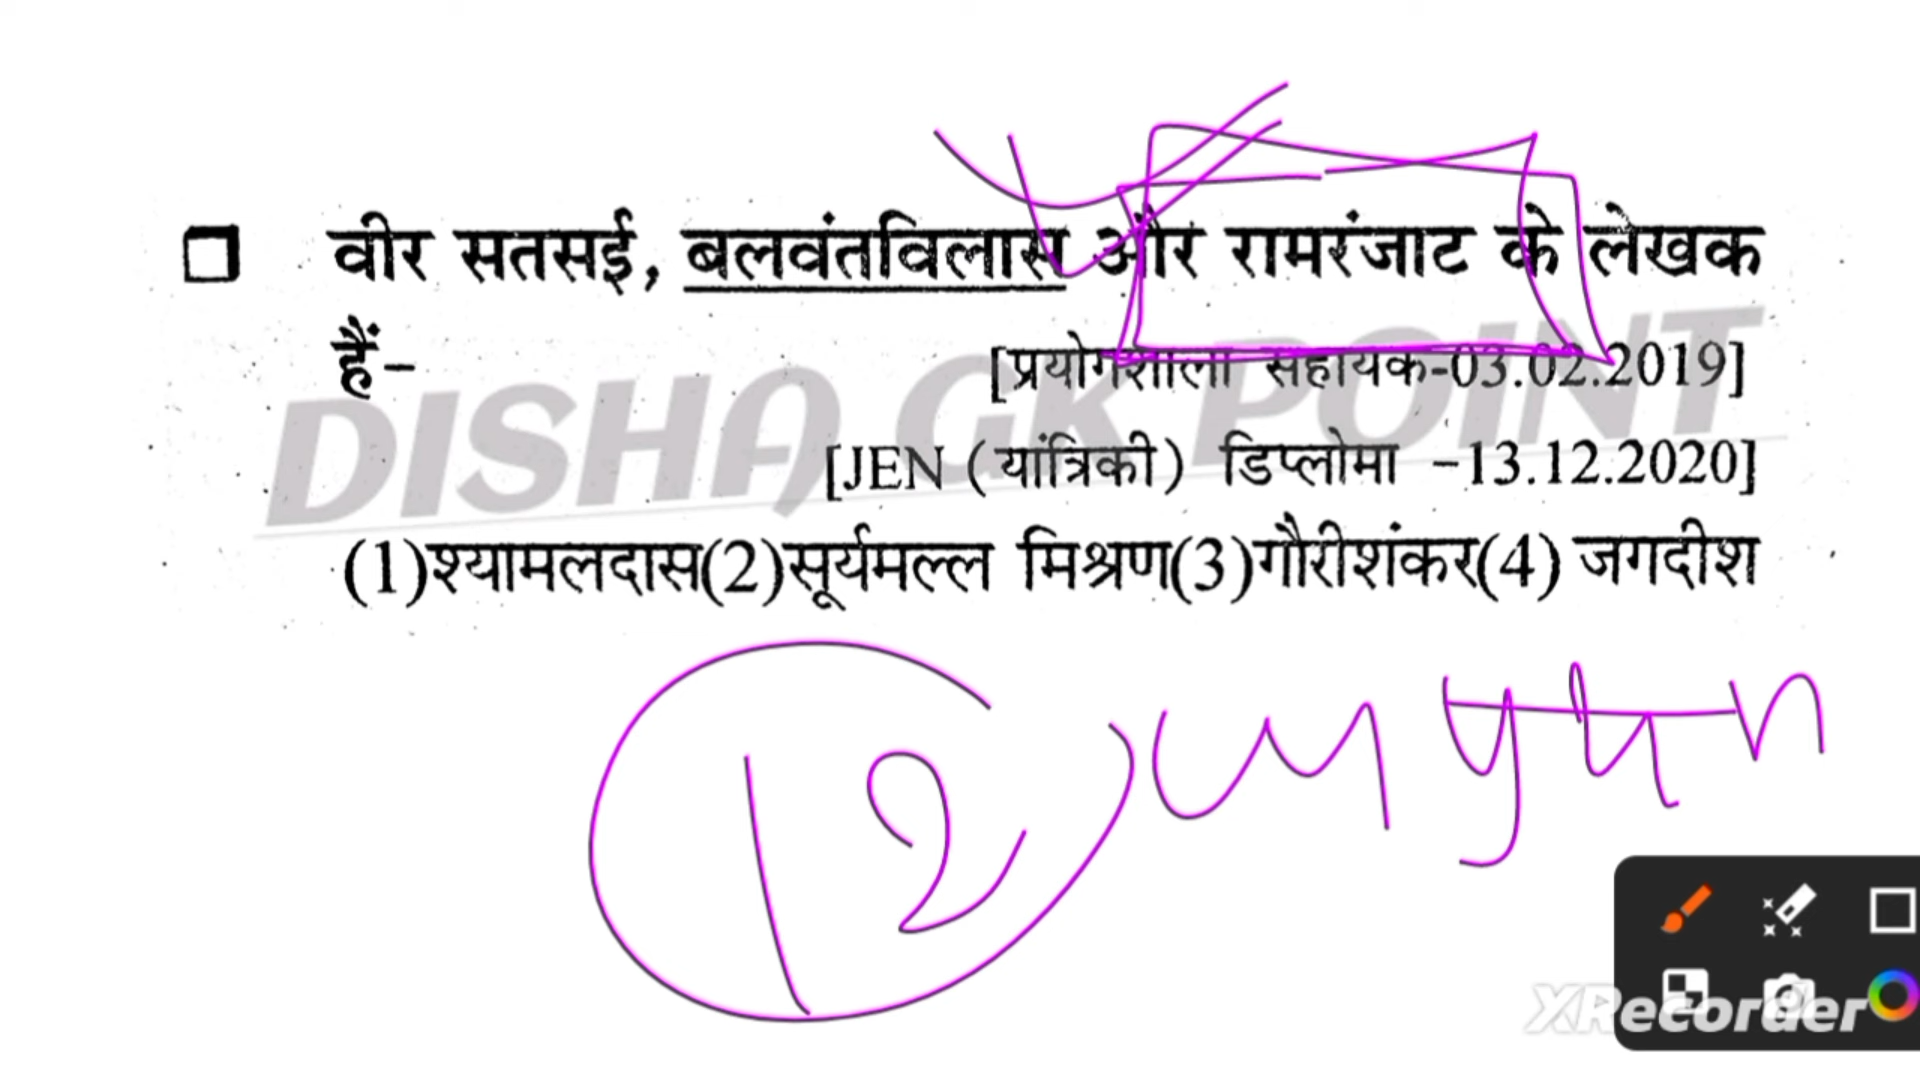 □ वीर सतसई, बलवंतविलास और रामरंजाट के लेखक
हैं-
[प्रयोगशाला सहायक-03.02.2019]
DISHA GK POINT
[JEN (यांत्रिकी) डिप्लोमा -13.12.2020]
(1)श्यामलदास(2)सूर्यमल्ल मिश्रण(3)गौरीशंकर(4) जगदीश
XRecorder